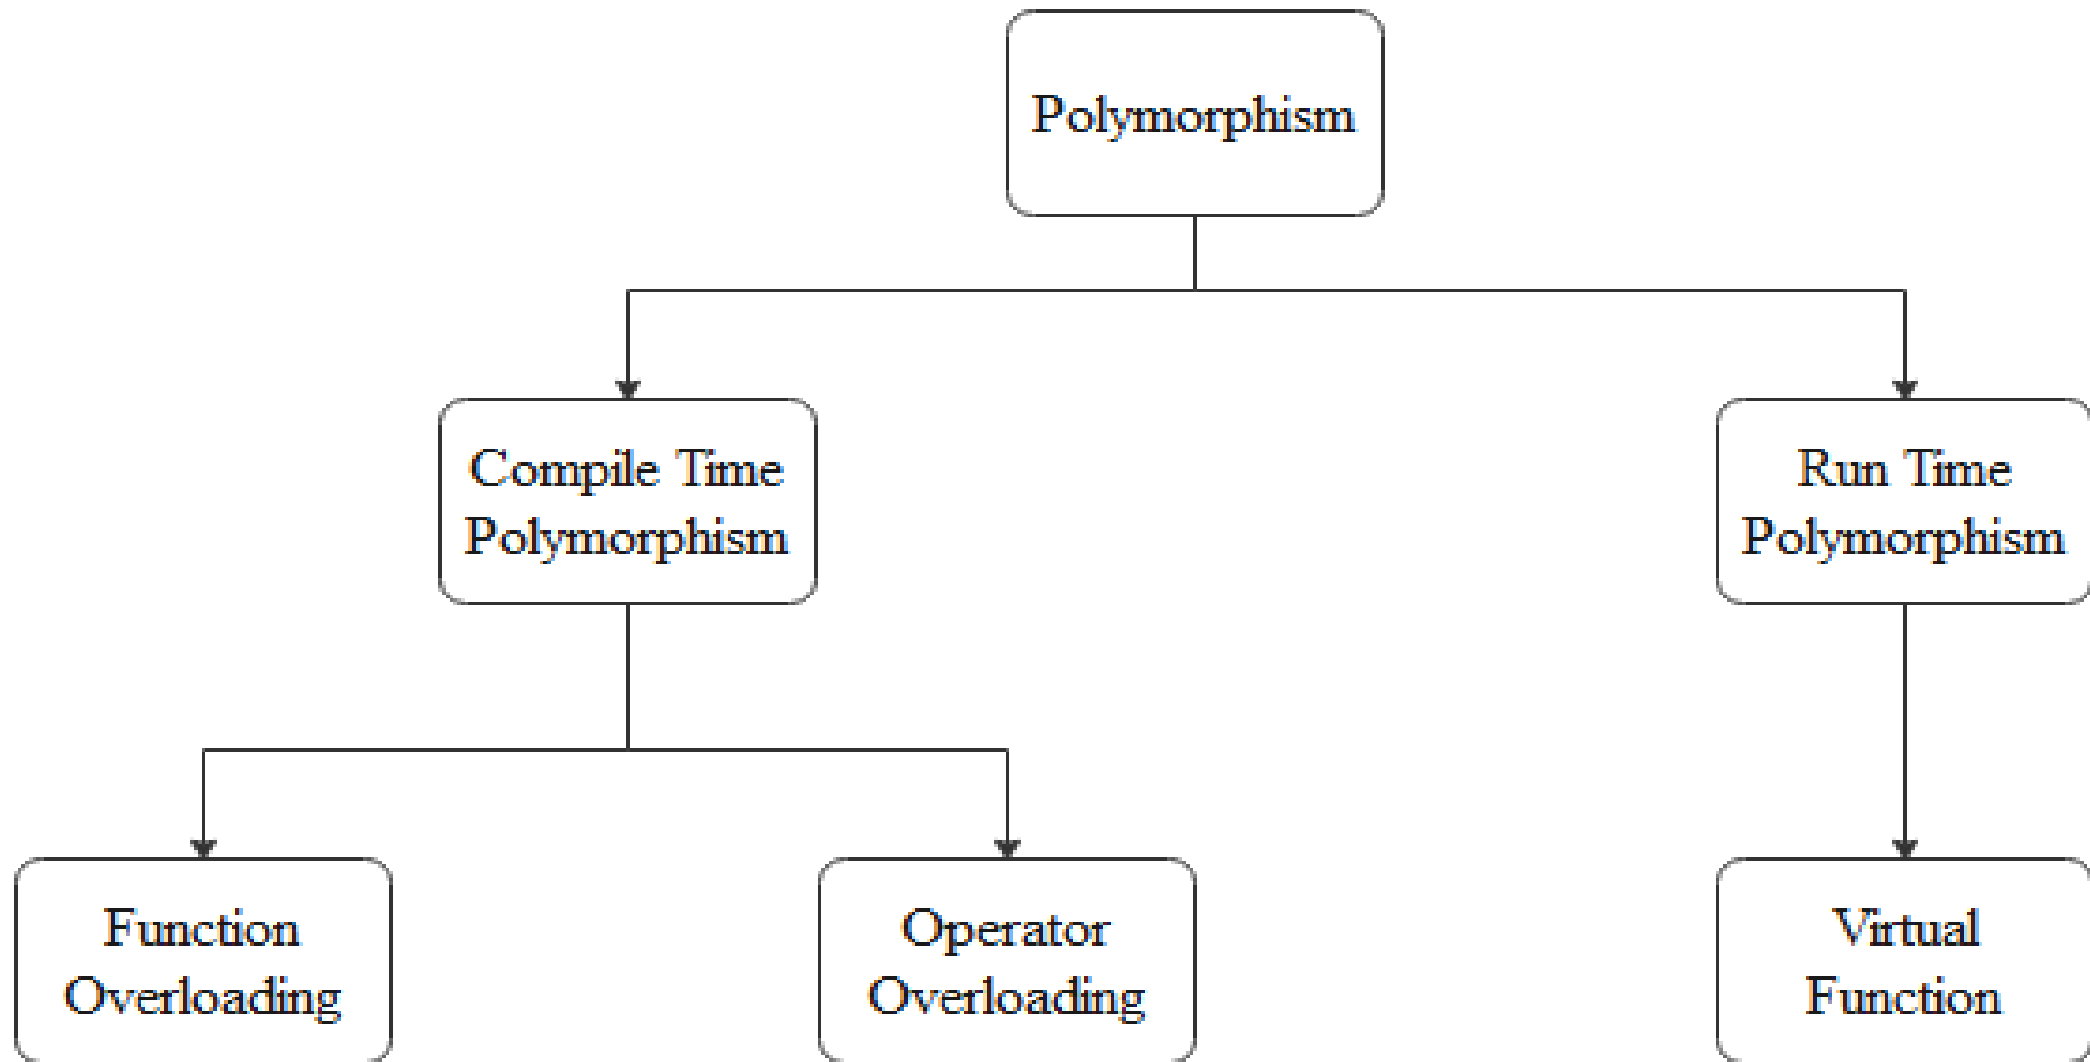 Polymorphism
Compile Time
Polymorphism
Run Time
Polymorphism
Function
Overloading
Operator
Overloading
Virtual
Function